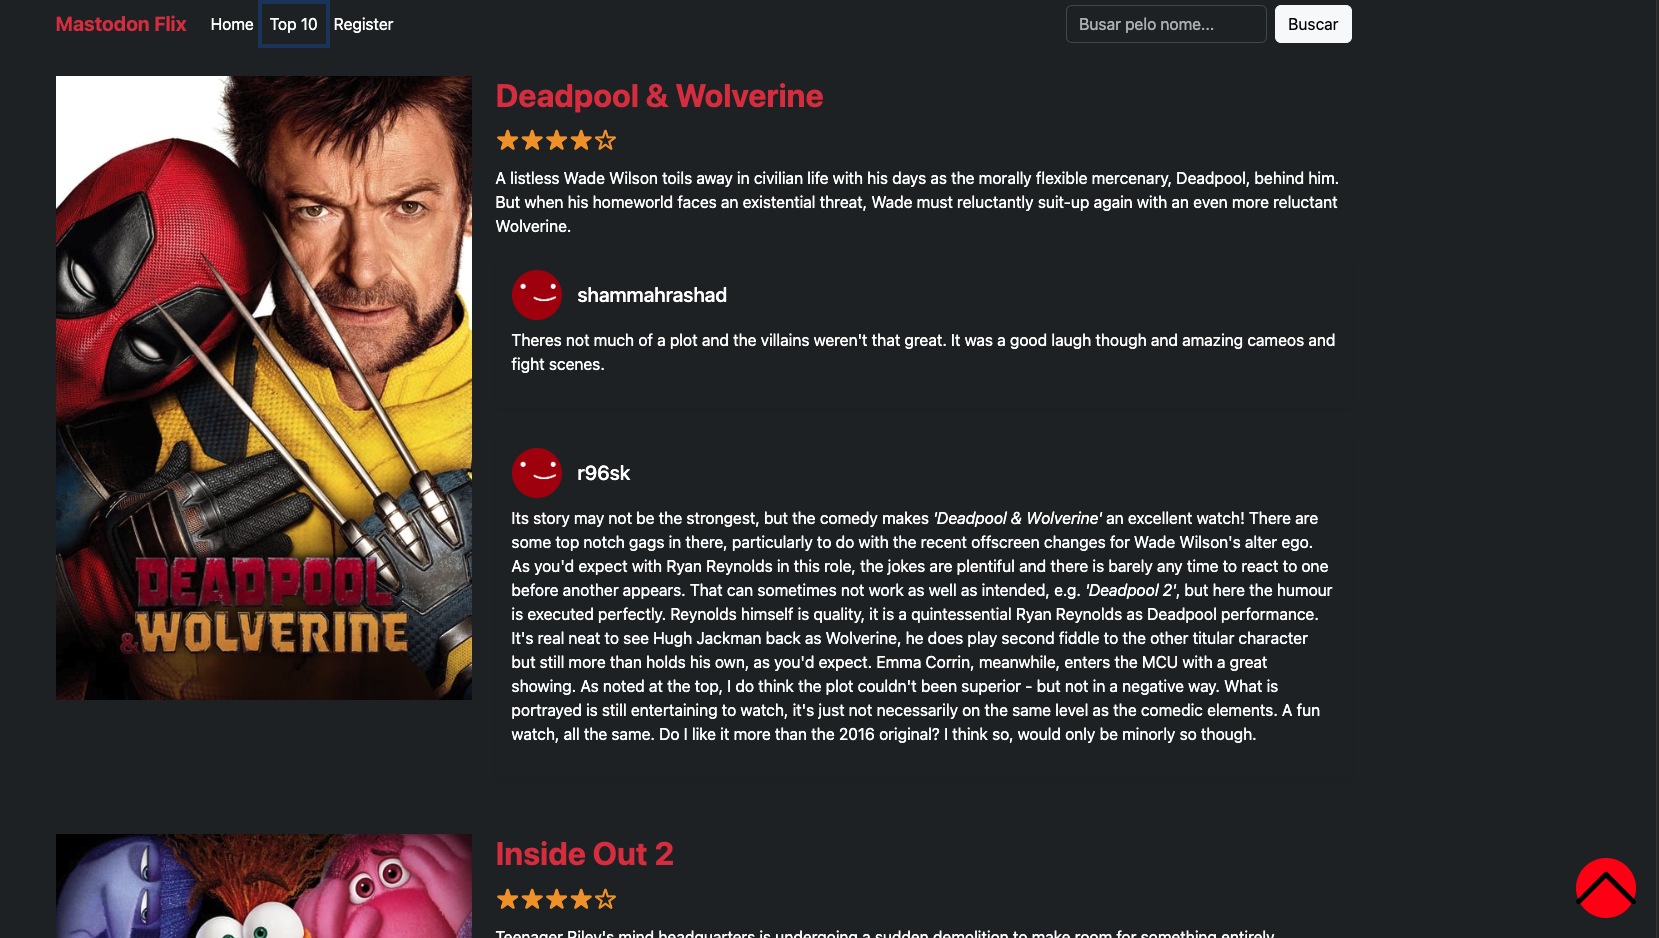 Mastodon Flix Home Top 10 Register Busar pelo nome... Buscar
Deadpool & Wolverine
A listless Wade Wilson toils away in civilian life with his days as the morally flexible mercenary, Deadpool, behind him.
But when his homeworld faces an existential threat, Wade must reluctantly suit-up again with an even more reluctant
Wolverine.
shammahrashad
Theres not much of a plot and the villains weren't that great. It was a good laugh though and amazing cameos and
fight scenes.
r96sk
Its story may not be the strongest, but the comedy makes 'Deadpool & Wolverine' an excellent watch! There are
some top notch gags in there, particularly to do with the recent offscreen changes for Wade Wilson's alter ego.
As you'd expect with Ryan Reynolds in this role, the jokes are plentiful and there is barely any time to react to one
before another appears. That can sometimes not work as well as intended, e.g. 'Deadpool 2', but here the humour
is executed perfectly. Reynolds himself is quality, it is a quintessential Ryan Reynolds as Deadpool performance.
It's real neat to see Hugh Jackman back as Wolverine, he does play second fiddle to the other titular character
but still more than holds his own, as you'd expect. Emma Corrin, meanwhile, enters the MCU with a great
showing. As noted at the top, I do think the plot couldn't been superior - but not in a negative way. What is
portrayed is still entertaining to watch, it's just not necessarily on the same level as the comedic elements. A fun
watch, all the same. Do I like it more than the 2016 original? I think so, would only be minorly so though.
DEADPOOL
&WOLVERINE
Inside Out 2
Teenager Riley's mind headquarters is undergoing a sudden demolition to make room for something entirely